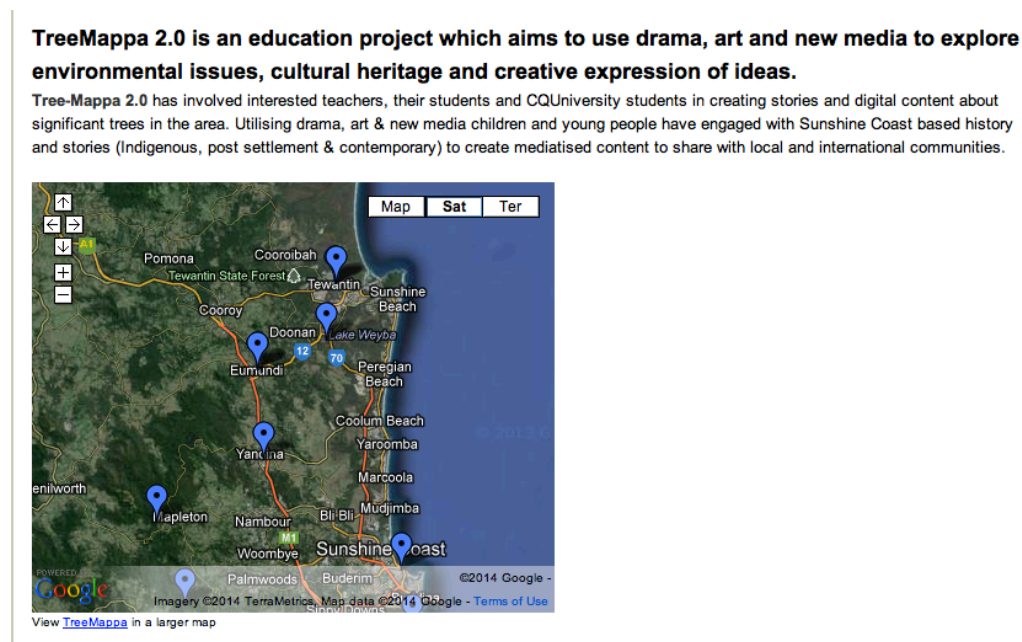 TreeMappa 2.0 is an education project which aims to use drama, art and new media to explore
environmental issues, cultural heritage and creative expression of ideas.
Tree-Mappa 2.0 has involved interested teachers, their students and CQUniversity students in creating stories and digital content about
significant trees in the area. Utilising drama, art & new media children and young people have engaged with Sunshine Coast based history
and stories (Indigenous, post settlement & contemporary) to create mediatised content to share with local and international communities.
Map Sat Ter
A1
Pomona
Cooroibah
Tewantin State Forest
Tewantin
Sunshine
Beach
Cooroy
Doonan
Lake Weyba
12
70
Eumundi
Peregian
Beach
Coolum Beach
Yaroomba
Yandina
Marcoola
enilworth
Mapleton
Nambour
Bli Bli
Mudjimba
M1
Woombye
Sunshine Coast
POWERED
Google
Palmwoods
Buderim
©2014 Google -
Imagery ©2014 TerraMetrics, Map data ©2014 Google - Terms of Use
Sippy Downs
View TreeMappa in a larger map